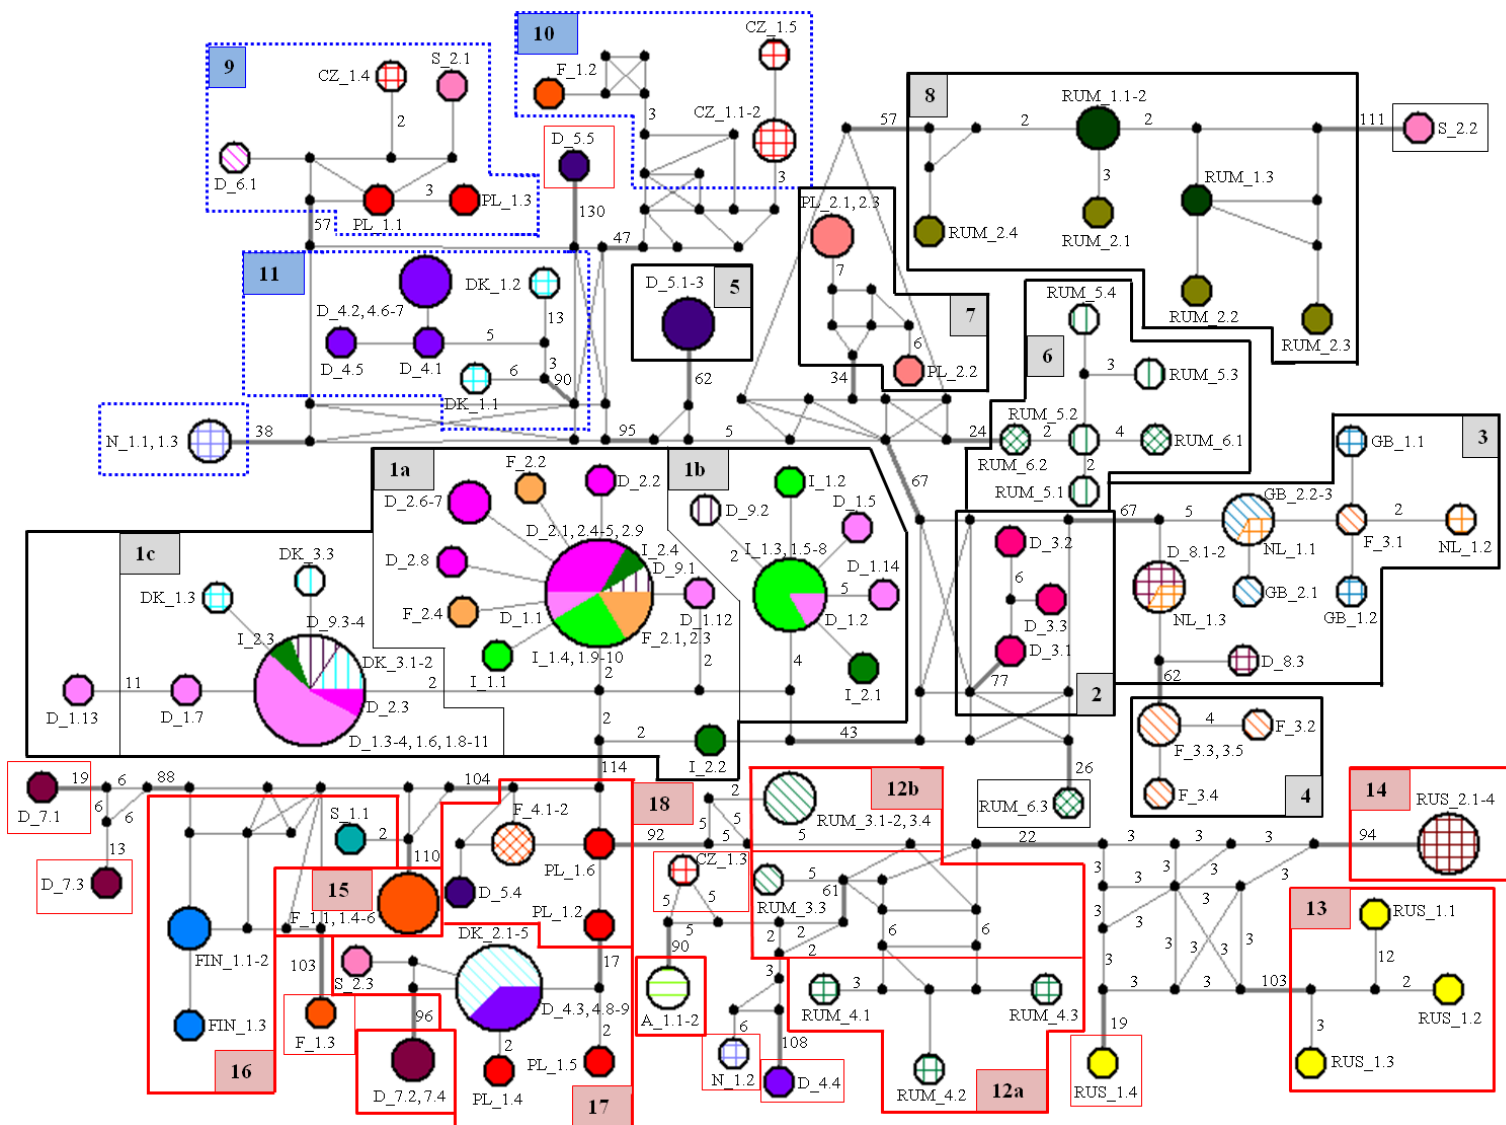 10
CZ_1.5
9
CZ_1.4
S_2.1
F_1.2
8
RUM_1.1-2
2
3
CZ_1.1-2
57
2
2
111
S_2.2
D_5.5
D_6.1
3
PL_1.3
PL_1.1
3
3
RUM_1.3
PL_2.1, 2.3
57
130
47
RUM_2.4
RUM_2.1
11
DK_1.2
D_5.1-3
5
7
RUM_5.4
D_4.2, 4.6-7
13
7
RUM_2.2
5
6
6
RUM_2.3
D_4.5
D_4.1
3
6
90
62
34
PL_2.2
3
RUM_5.3
DK_1.1
N_1.1, 1.3
38
95
5
24
RUM_5.2
2
4
RUM_6.1
RUM_6.2
GB_1.1
3
1a
F_2.2
1b
I_1.2
2
RUM_5.1
D_2.6-7
D_2.2
D_9.2
D_1.5
67
GB_2.2-3
D_2.1, 2.4-5, 2.9
67
5
2
1c
DK_3.3
D_2.8
I_2.4
D_9.1
2
I_1.3, 1.5-8
D_1.14
D_3.2
D_8.1-2
NL_1.1
F_3.1
NL_1.2
5
6
DK_1.3
D_9.3-4
F_2.4
D_1.1
D_1.12
D_1.2
D_3.3
NL_1.3
GB_2.1
GB_1.2
I_2.3
F_2.1, 2.3
DK_3.1-2
I_1.1
I_1.4, 1.9-10
2
4
I_2.1
D_3.1
77
D_8.3
62
11
2
2
D_1.13
D_1.7
D_2.3
D_1.3-4, 1.6, 1.8-11
2
2
I_2.2
43
4
F_3.2
F_3.3, 3.5
19
6
88
104
114
26
D_7.1
6
6
F_4.1-2
18
2
12b
RUM_6.3
F_3.4
4
14
RUS_2.1-4
S_1.1
2
92
5
5
5
RUM_3.1-2, 3.4
22
3
3
3
94
13
110
PL_1.6
CZ_1.3
3
3
3
D_7.3
15
D_5.4
5
61
3
F_1.1, 1.4-6
PL_1.2
5
5
RUM_3.3
6
6
13
RUS_1.1
5
DK_2.1-5
2
2
2
3
3
3
3
FIN_1.1-2
103
17
90
12
S_2.3
3
3
3
3
3
103
2
A_1.1-2
RUM_4.1
RUM_4.3
RUS_1.2
D_4.3, 4.8-9
FIN_1.3
F_1.3
96
2
2
6
108
19
3
16
PL_1.5
RUS_1.3
D_7.2, 7.4
PL_1.4
17
N_1.2
D_4.4
RUM_4.2
12a
RUS_1.4